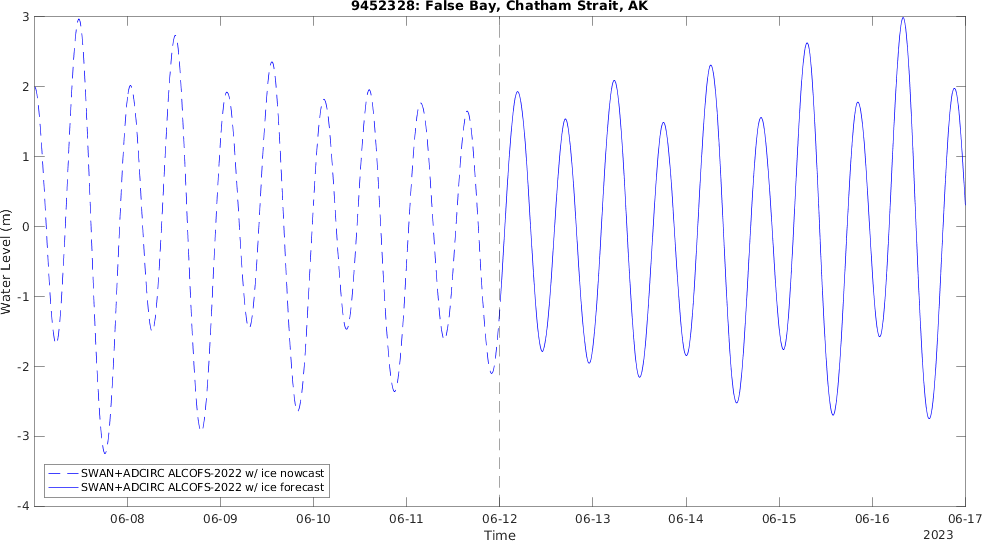 9452328: False Bay, Chatham Strait, AK
Water Level (m)
3
2
1
0
-1
-2
-3
-4
SWAN+ADCIRC ALCOFS-2022 w/ ice nowcast
SWAN+ADCIRC ALCOFS-2022 w/ ice forecast
06-08 06-09 06-10 06-11 06-12 06-13 06-14 06-15 06-16 06-17
Time
2023